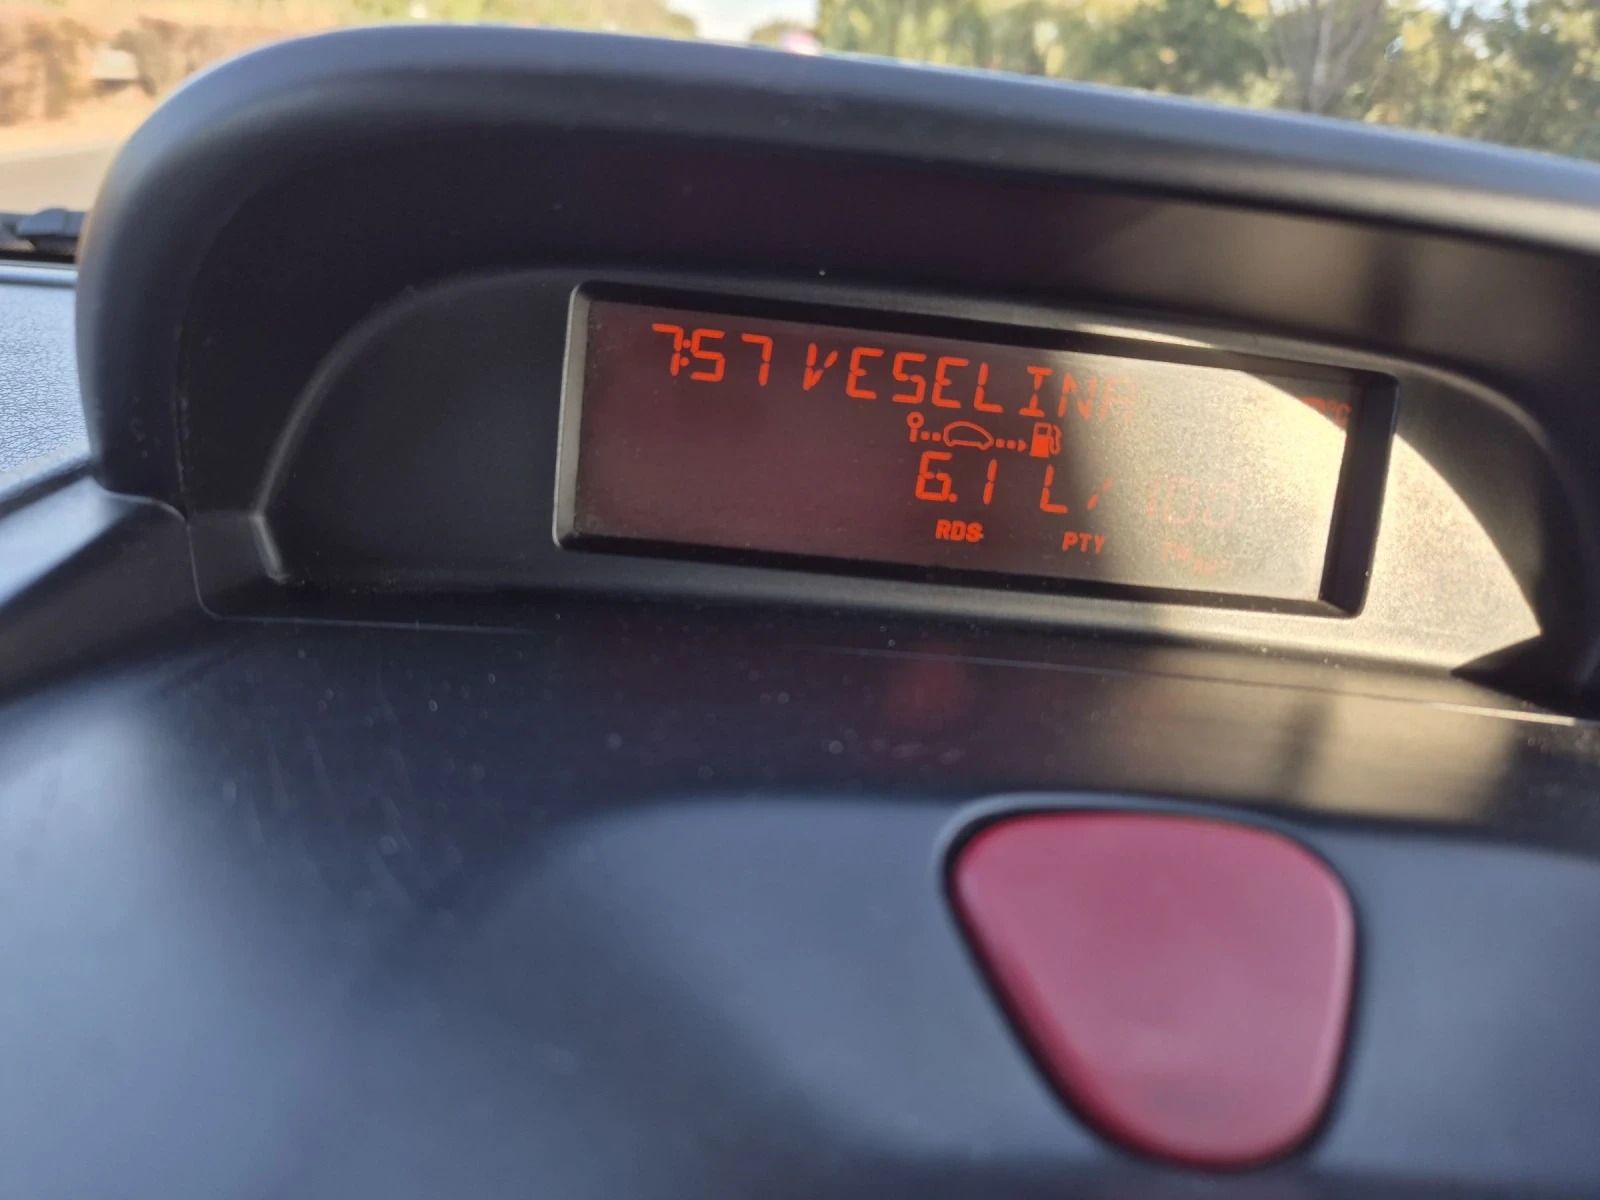 7:57 VESELINA
6.1 L/100
RDS PTY